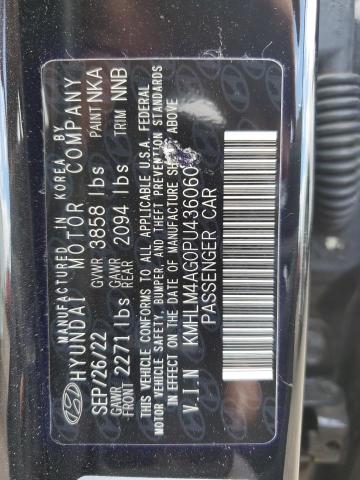 MANUFACTURED IN KOREA BY
HYUNDAI MOTOR COMPANY
SEP/26/22 GVWR 3858 lbs PAINT NKA
GAWR FRONT 2271 lbs GAWR REAR 2094 lbs TRIM NNB
THIS VEHICLE CONFORMS TO ALL APPLICABLE U.S.A. FEDERAL
MOTOR VEHICLE SAFETY, BUMPER, AND THEFT PREVENTION STANDARDS
IN EFFECT ON THE DATE OF MANUFACTURE
V.I.N KMHLM4AG0PU436060
PASSENGER CAR